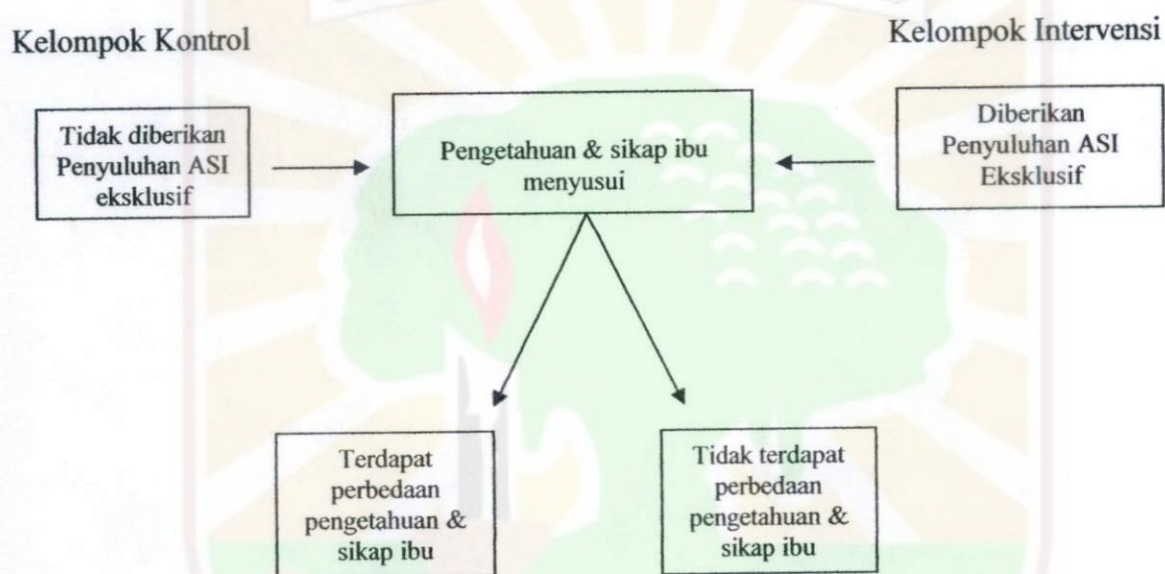 Kelompok Kontrol
Kelompok Intervensi
Tidak diberikan
Penyuluhan ASI
eksklusif
Pengetahuan & sikap ibu
menyusui
Diberikan
Penyuluhan ASI
Eksklusif
Terdapat
perbedaan
pengetahuan &
sikap ibu
Tidak terdapat
perbedaan
pengetahuan &
sikap ibu